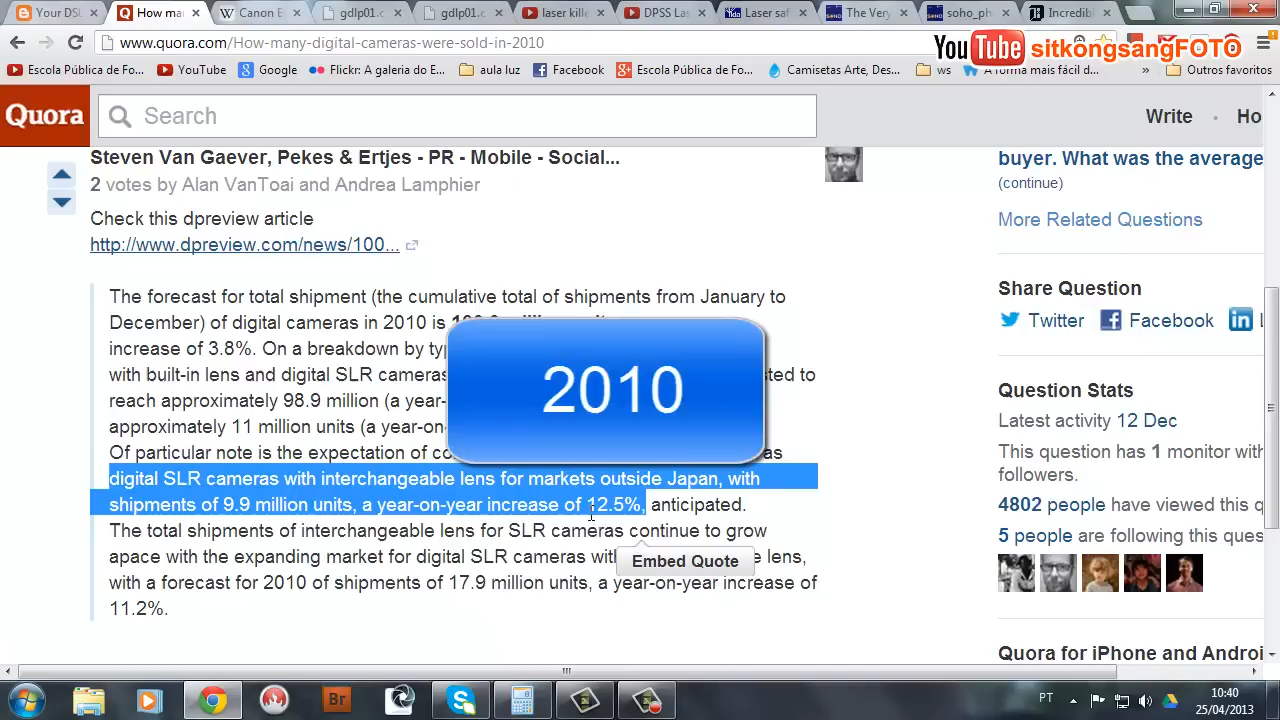 Your DSL
How man
Canon E
gdlp01.c
gdlp01.c
laser kille
DPSS Las
Laser saf
The Very
soho_ph
Incredibl
www.quora.com/How-many-digital-cameras-were-sold-in-2010
YouTube sitkongsangFOTO
Escola Pública de Fo...
YouTube
Google
Flickr: A galeria do E...
aula luz
Facebook
Escola Pública de Fo...
Camisetas Arte, Des...
ws
A forma mais fácil d...
»
Outros favoritos
Quora
Search
Write
Ho
Steven Van Gaever, Pekes & Ertjes - PR - Mobile - Social...
2 votes by Alan VanToai and Andrea Lamphier
Check this dpreview article
http://www.dpreview.com/news/100...
The forecast for total shipment (the cumulative total of shipments from January to
December) of digital cameras in 2010 is
increase of 3.8%. On a breakdown by typ
with built-in lens and digital SLR cameras ted to
reach approximately 98.9 million (a year-
approximately 11 million units (a year-on-
Of particular note is the expectation of co as
digital SLR cameras with interchangeable lens for markets outside Japan, with
shipments of 9.9 million units, a year-on-year increase of 12.5%, anticipated.
The total shipments of interchangeable lens for SLR cameras continue to grow
apace with the expanding market for digital SLR cameras with e lens,
with a forecast for 2010 of shipments of 17.9 million units, a year-on-year increase of
11.2%.
2010
Embed Quote
buyer. What was the average
(continue)
More Related Questions
Share Question
Twitter
Facebook
in
L
Question Stats
Latest activity 12 Dec
This question has 1 monitor with
followers.
4802 people have viewed this q
5 people are following this ques
Quora for iPhone and Androi
Br
PT
10:40
25/04/2013